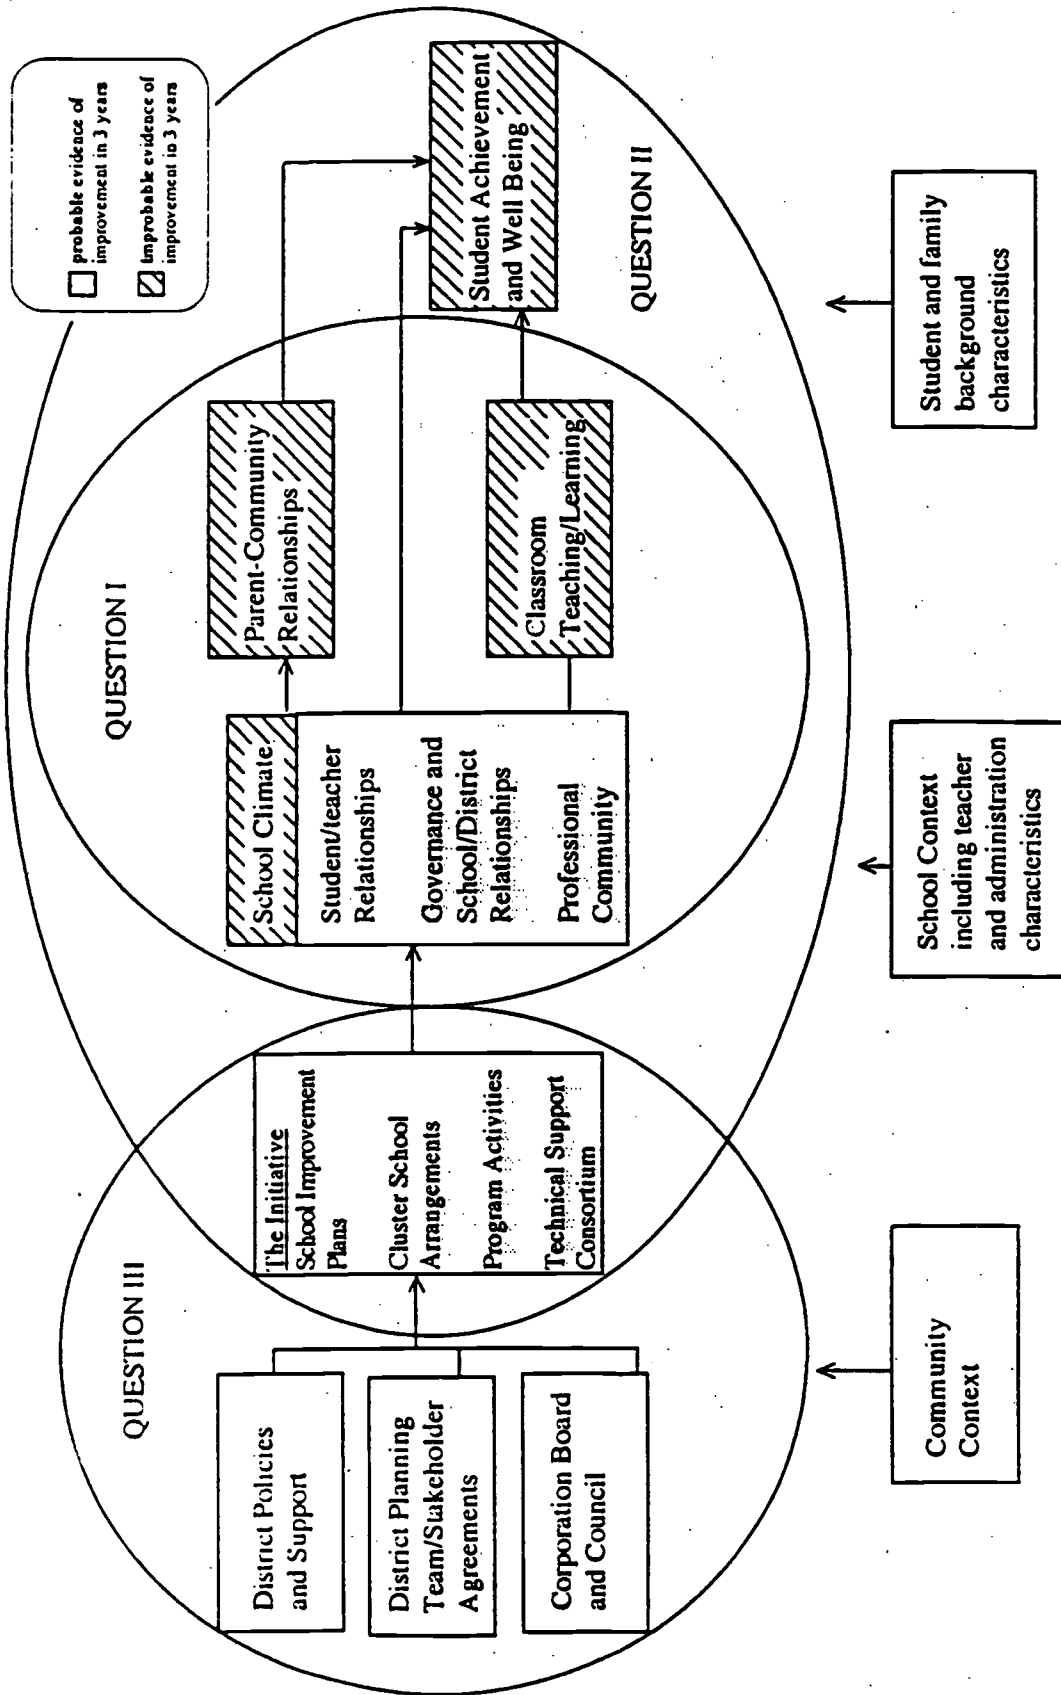 probable evidence of
improvement in 3 years
Improbable evidence of
improvement in 3 years
QUESTION III
District Policies
and Support
District Planning
Team/Stakeholder
Agreements
Corporation Board
and Council
The Initiative
School Improvement
Plans
Cluster School
Arrangements
Program Activities
Technical Support
Consortium
QUESTION I
School Climate
Student/teacher
Relationships
Governance and
School/District
Relationships
Professional
Community
Parent-Community
Relationships
Classroom
Teaching/Learning
Student Achievement
and Well Being
QUESTION II
Community
Context
School Context
including teacher
and administration
characteristics
Student and family
background
characteristics